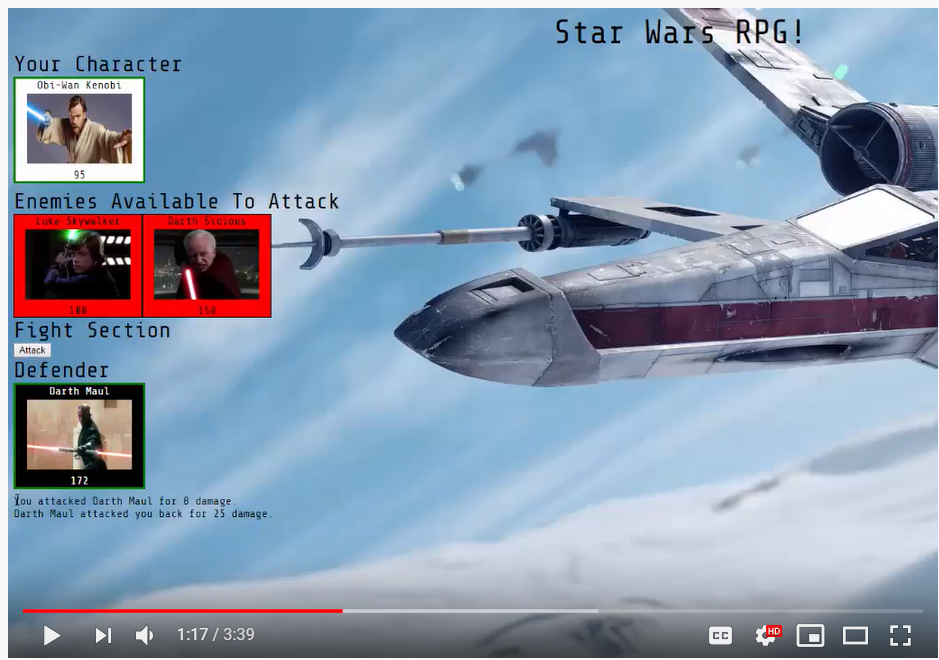 Star Wars RPG!
Your Character
Obi-Wan Kenobi
95
Enemies Available To Attack
Luke Skywalker Darth Sidious
100 150
Fight Section
Attack
Defender
Darth Maul
172
You attacked Darth Maul for 8 damage.
Darth Maul attacked you back for 25 damage.
1:17 / 3:39 CC HD